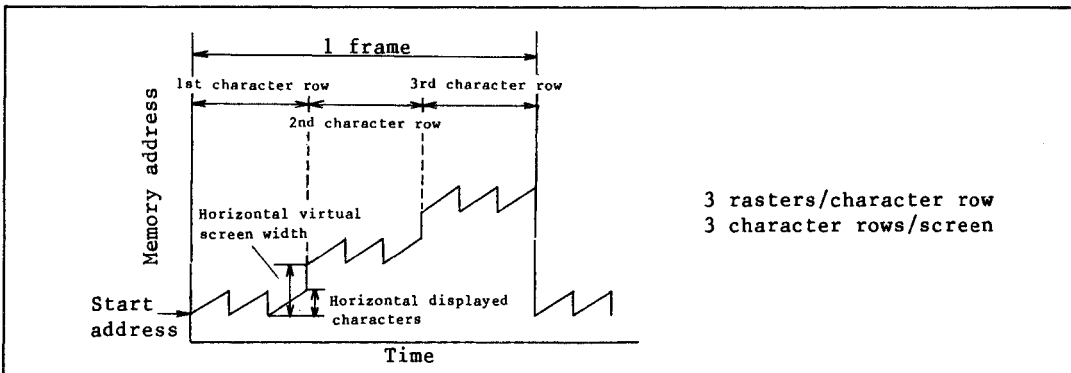 1 frame
1st character row
3rd character row
2nd character row
Memory address
Horizontal virtual
screen width
3 rasters/character row
3 character rows/screen
Start
address
Horizontal displayed
characters
Time